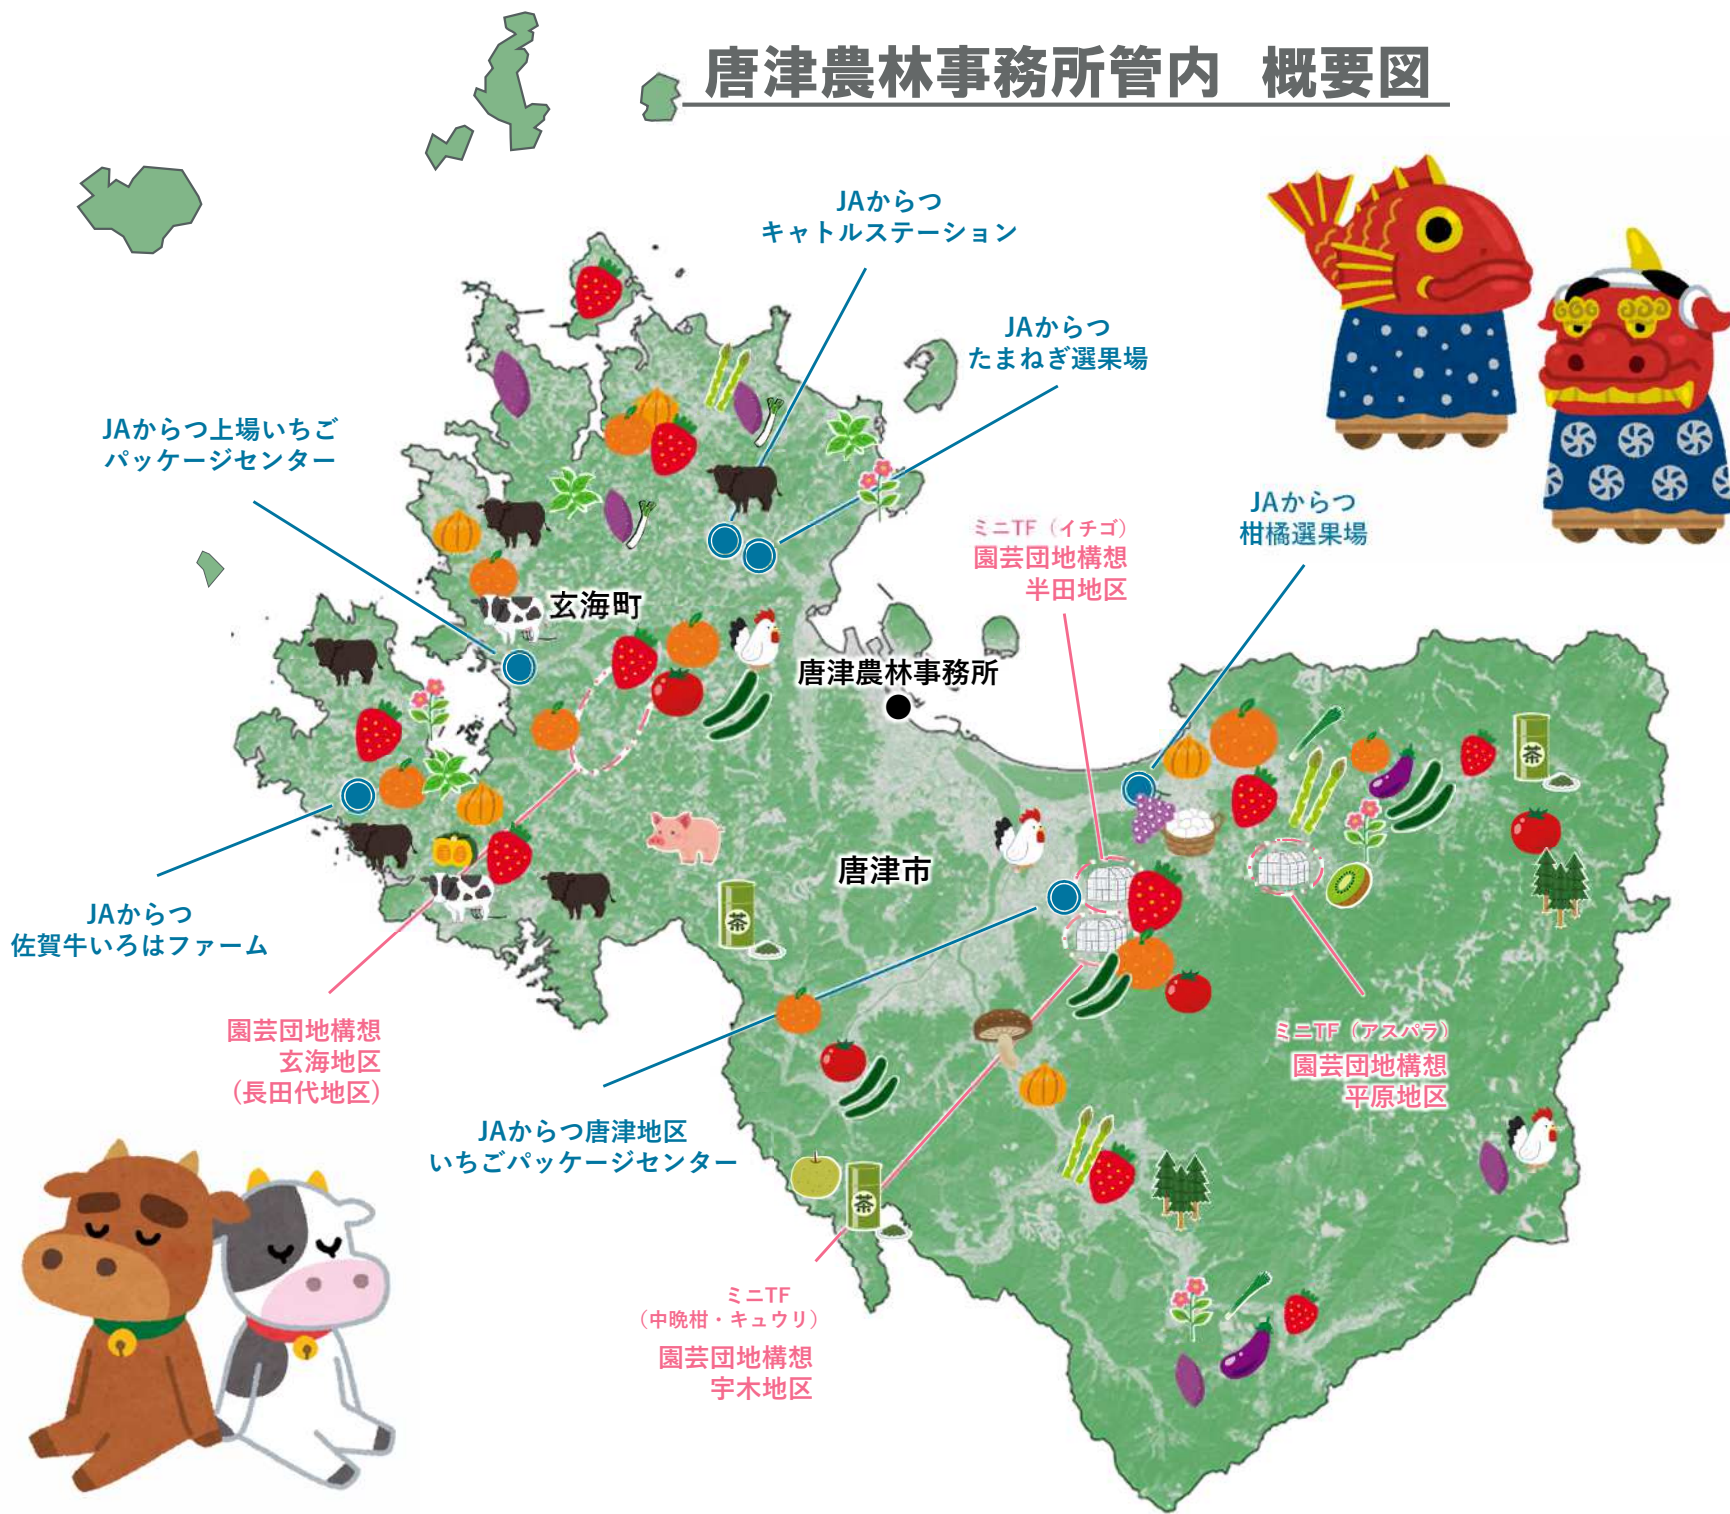 唐津農林事務所管内 概要図
JAからつ
キャトルステーション
JAからつ
たまねぎ選果場
JAからつ上場いちご
パッケージセンター
JAからつ
柑橘選果場
ミニTF（イチゴ）
園芸団地構想
半田地区
玄海町
唐津農林事務所
茶
唐津市
茶
JAからつ
佐賀牛いろはファーム
園芸団地構想
玄海地区
(長田代地区)
ミニTF（アスパラ）
園芸団地構想
平原地区
JAからつ唐津地区
いちごパッケージセンター
茶
ミニTF
（中晩柑・キュウリ）
園芸団地構想
宇木地区